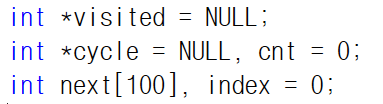 int *visited = NULL;
int *cycle = NULL, cnt = 0;
int next[100], index = 0;